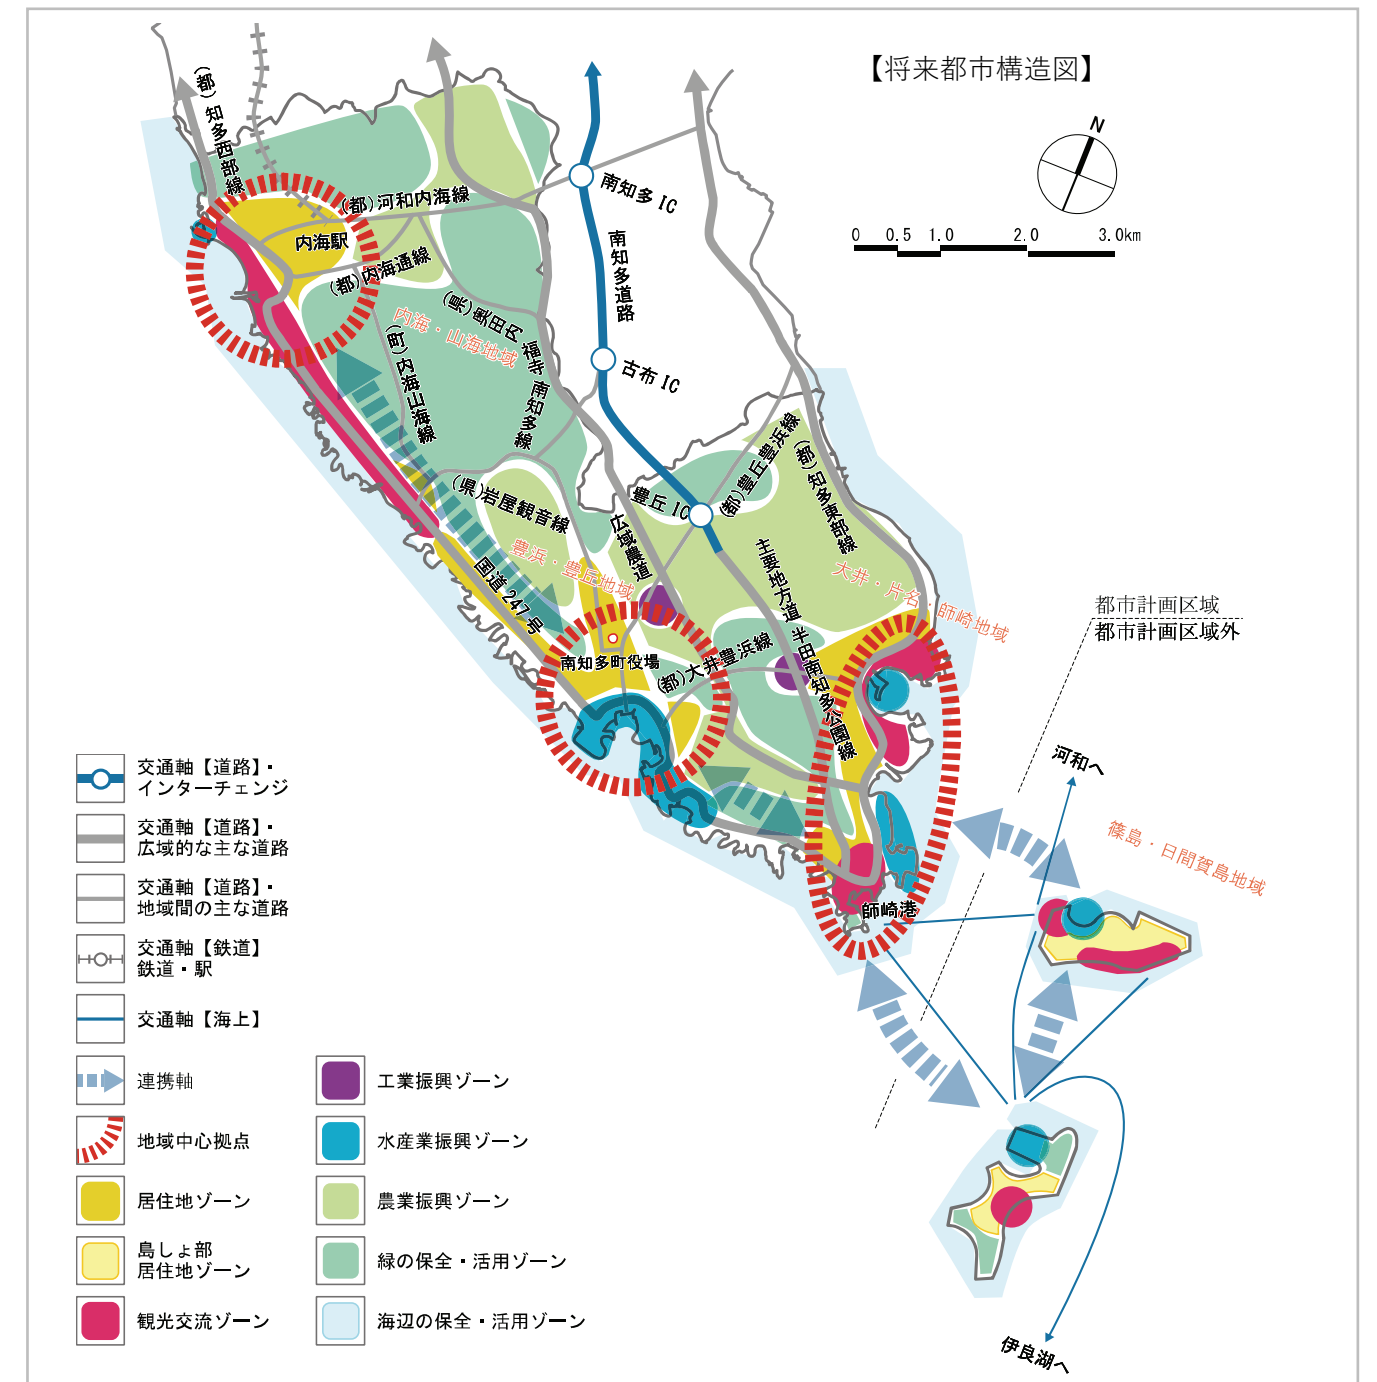 【将来都市構造図】
N
0 0.5 1.0 2.0 3.0km
(都)知多西部線
(都)河和内海線
内海駅
(都)内海通線
(県)奥田内福寺南知多線
内海・山海地域
(町)内海山海線
南知多IC
南知多道路
古布IC
(都)豊丘豊浜線
豊丘IC
(都)知多東部線
(県)岩屋観音線
広域農道
豊浜・豊丘地域
国道247号
主要地方道 半田南知多公園線
大井・片名・師崎地域
南知多町役場
(都)大井豊浜線
都市計画区域
都市計画区域外
河和へ
篠島・日間賀島地域
師崎港
伊良湖へ
交通軸【道路】・
インターチェンジ
交通軸【道路】・
広域的な主な道路
交通軸【道路】・
地域間の主な道路
交通軸【鉄道】
鉄道・駅
交通軸【海上】
連携軸
地域中心拠点
居住地ゾーン
島しょ部
居住地ゾーン
観光交流ゾーン
工業振興ゾーン
水産業振興ゾーン
農業振興ゾーン
緑の保全・活用ゾーン
海辺の保全・活用ゾーン